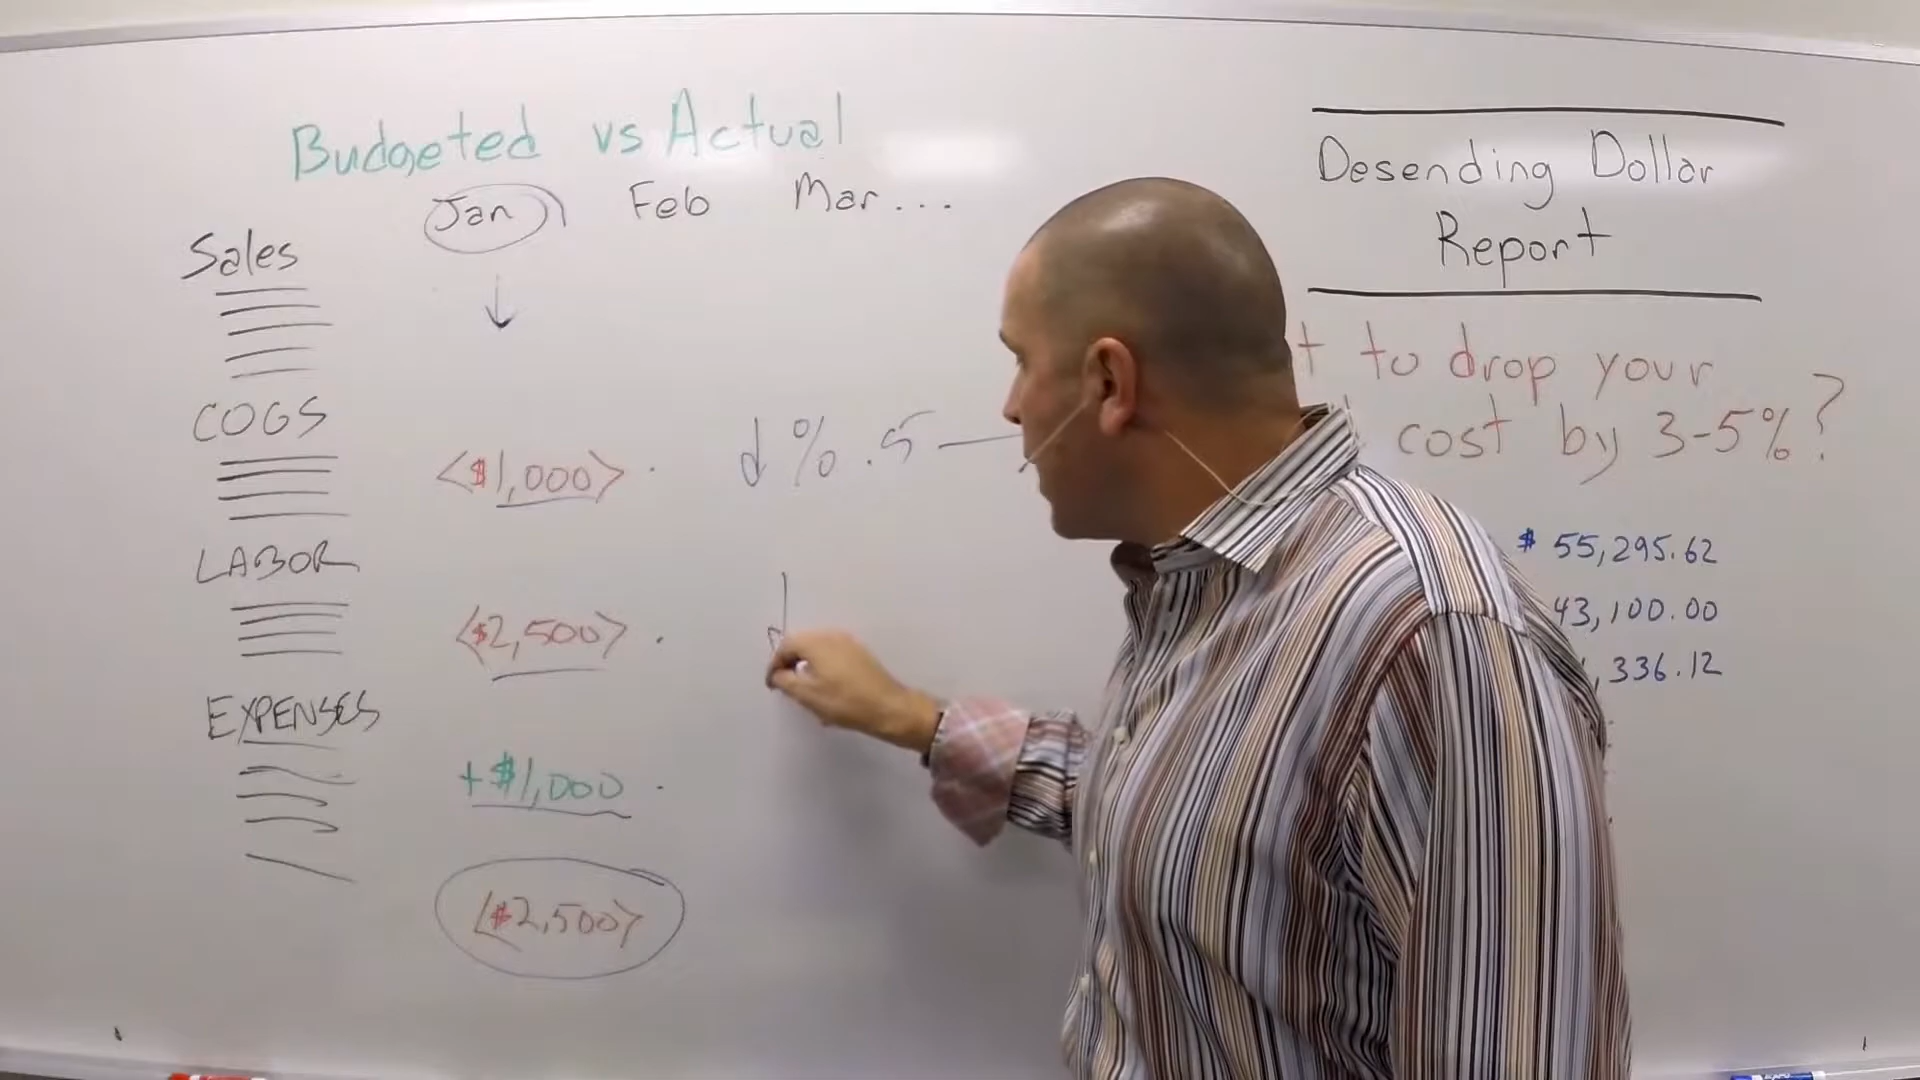 Budgeted vs Actual
Jan Feb Mar...
Sales
COGS
<$1,000>
d % .5
LABOR
<$2,500>
d
EXPENSES
+$1,000
<$2,500>
Desending Dollar
Report
t to drop your
cost by 3-5%?
$ 55,295.62
43,100.00
,336.12